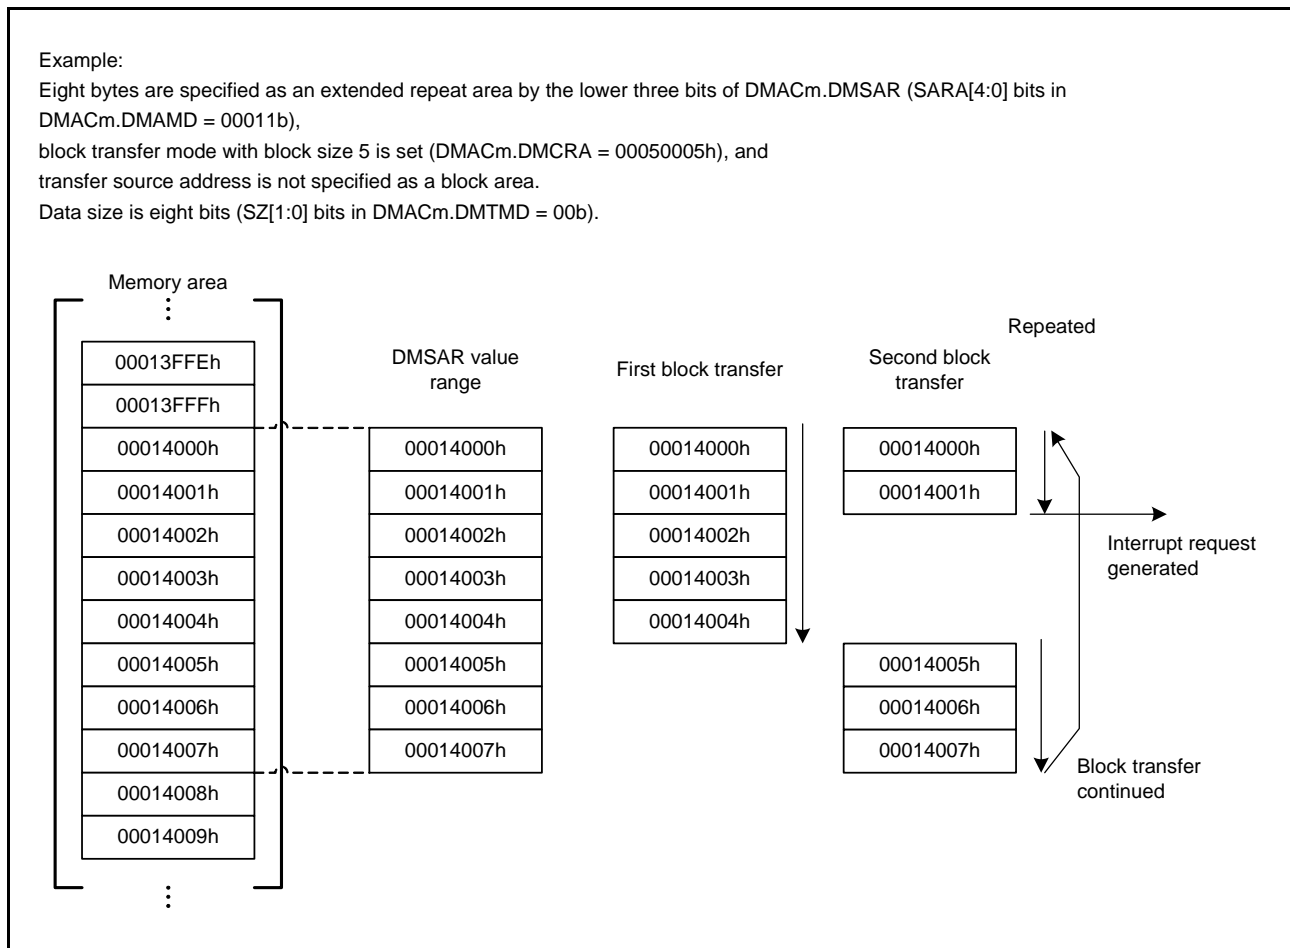 Example:
Eight bytes are specified as an extended repeat area by the lower three bits of DMACm.DMSAR (SARA[4:0] bits in
DMACm.DMAMD = 00011b),
block transfer mode with block size 5 is set (DMACm.DMCRA = 00050005h), and
transfer source address is not specified as a block area.
Data size is eight bits (SZ[1:0] bits in DMACm.DMTMD = 00b).
Memory area
00013FFEh
00013FFFh
00014000h
00014001h
00014002h
00014003h
00014004h
00014005h
00014006h
00014007h
00014008h
00014009h
DMSAR value
range
00014000h
00014001h
00014002h
00014003h
00014004h
00014005h
00014006h
00014007h
First block transfer
00014000h
00014001h
00014002h
00014003h
00014004h
Second block
transfer
00014000h
00014001h
00014005h
00014006h
00014007h
Repeated
Interrupt request
generated
Block transfer
continued